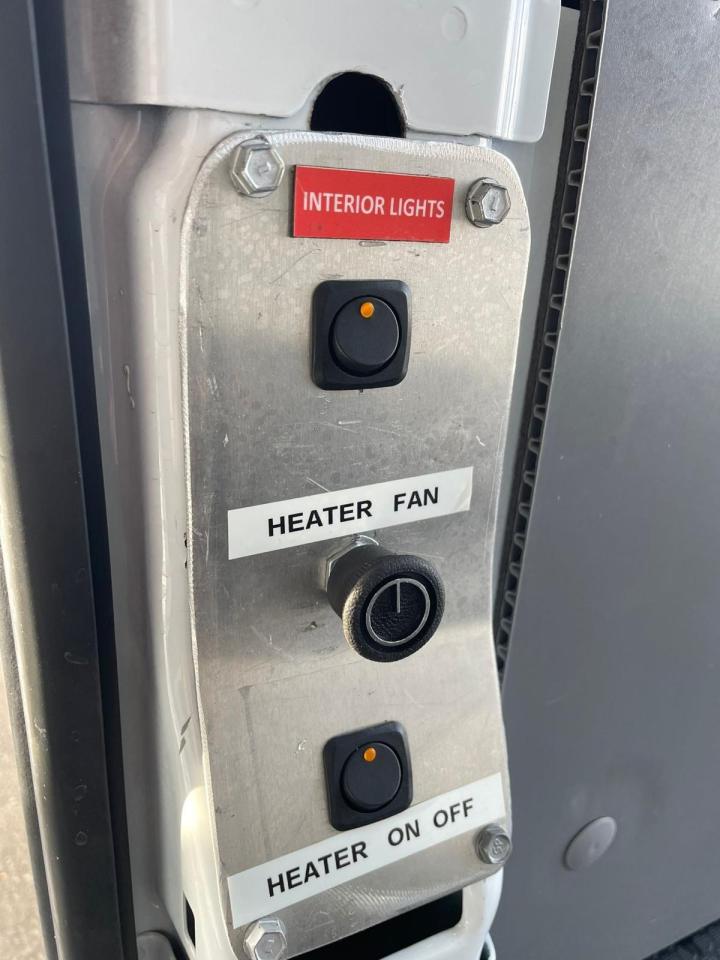 INTERIOR LIGHTS
HEATER FAN
HEATER ON OFF